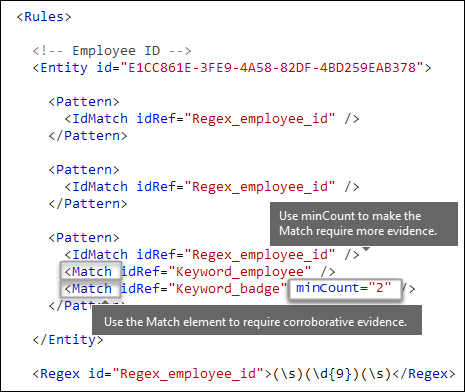 <Rules>
<!-- Employee ID -->
<Entity id="E1CC861E-3FE9-4A58-82DF-4BD259EAB378">
<Pattern>
<IdMatch idRef="Regex_employee_id" />
</Pattern>
<Pattern>
<IdMatch idRef="Regex_employee_id" />
</Pattern>
Use minCount to make the
Match require more evidence.
<Pattern>
<IdMatch idRef="Regex_employee_id" />
<Match idRef="Keyword_employee" />
<Match idRef="Keyword_badge" minCount="2" />
</Patt
Use the Match element to require corroborative evidence.
</Entity>
<Regex id="Regex_employee_id">(\s)(\d{9})(\s)</Regex>